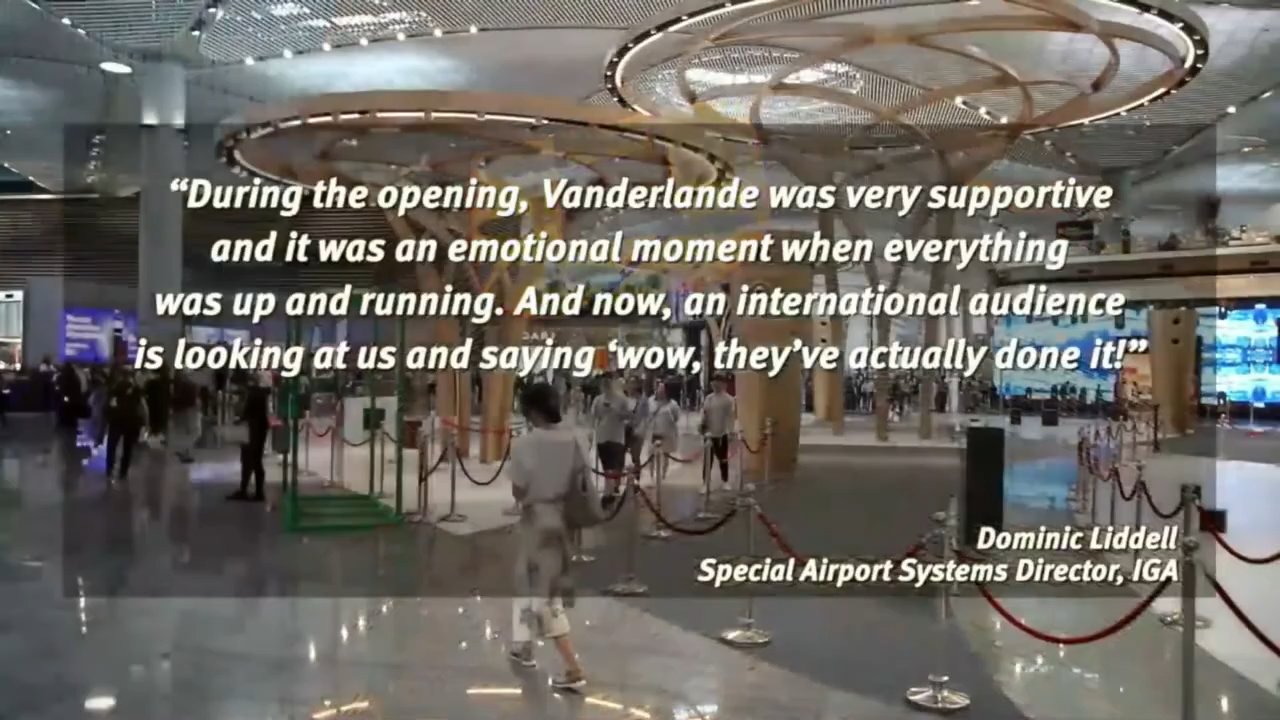 “During the opening, Vanderlande was very supportive
and it was an emotional moment when everything
was up and running. And now, an international audience
is looking at us and saying ‘wow, they’ve actually done it!”
Dominic Liddell
Special Airport Systems Director, IGA